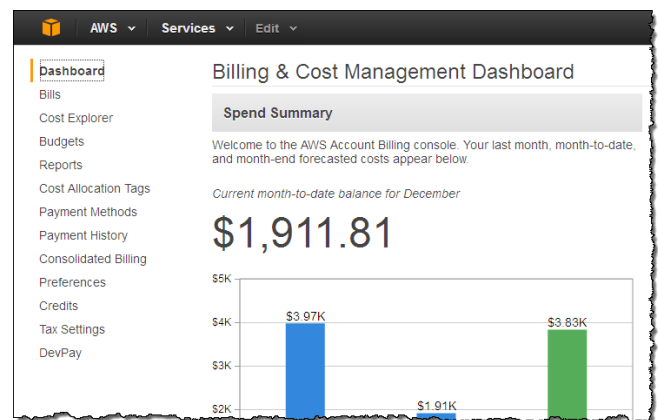 AWS Services Edit
Dashboard
Bills
Cost Explorer
Budgets
Reports
Cost Allocation Tags
Payment Methods
Payment History
Consolidated Billing
Preferences
Credits
Tax Settings
DevPay
Billing & Cost Management Dashboard
Spend Summary
Welcome to the AWS Account Billing console. Your last month, month-to-date,
and month-end forecasted costs appear below.
Current month-to-date balance for December
$1,911.81
$5K
$4K
$3K
$2K
$3.97K
$1.91K
$3.83K